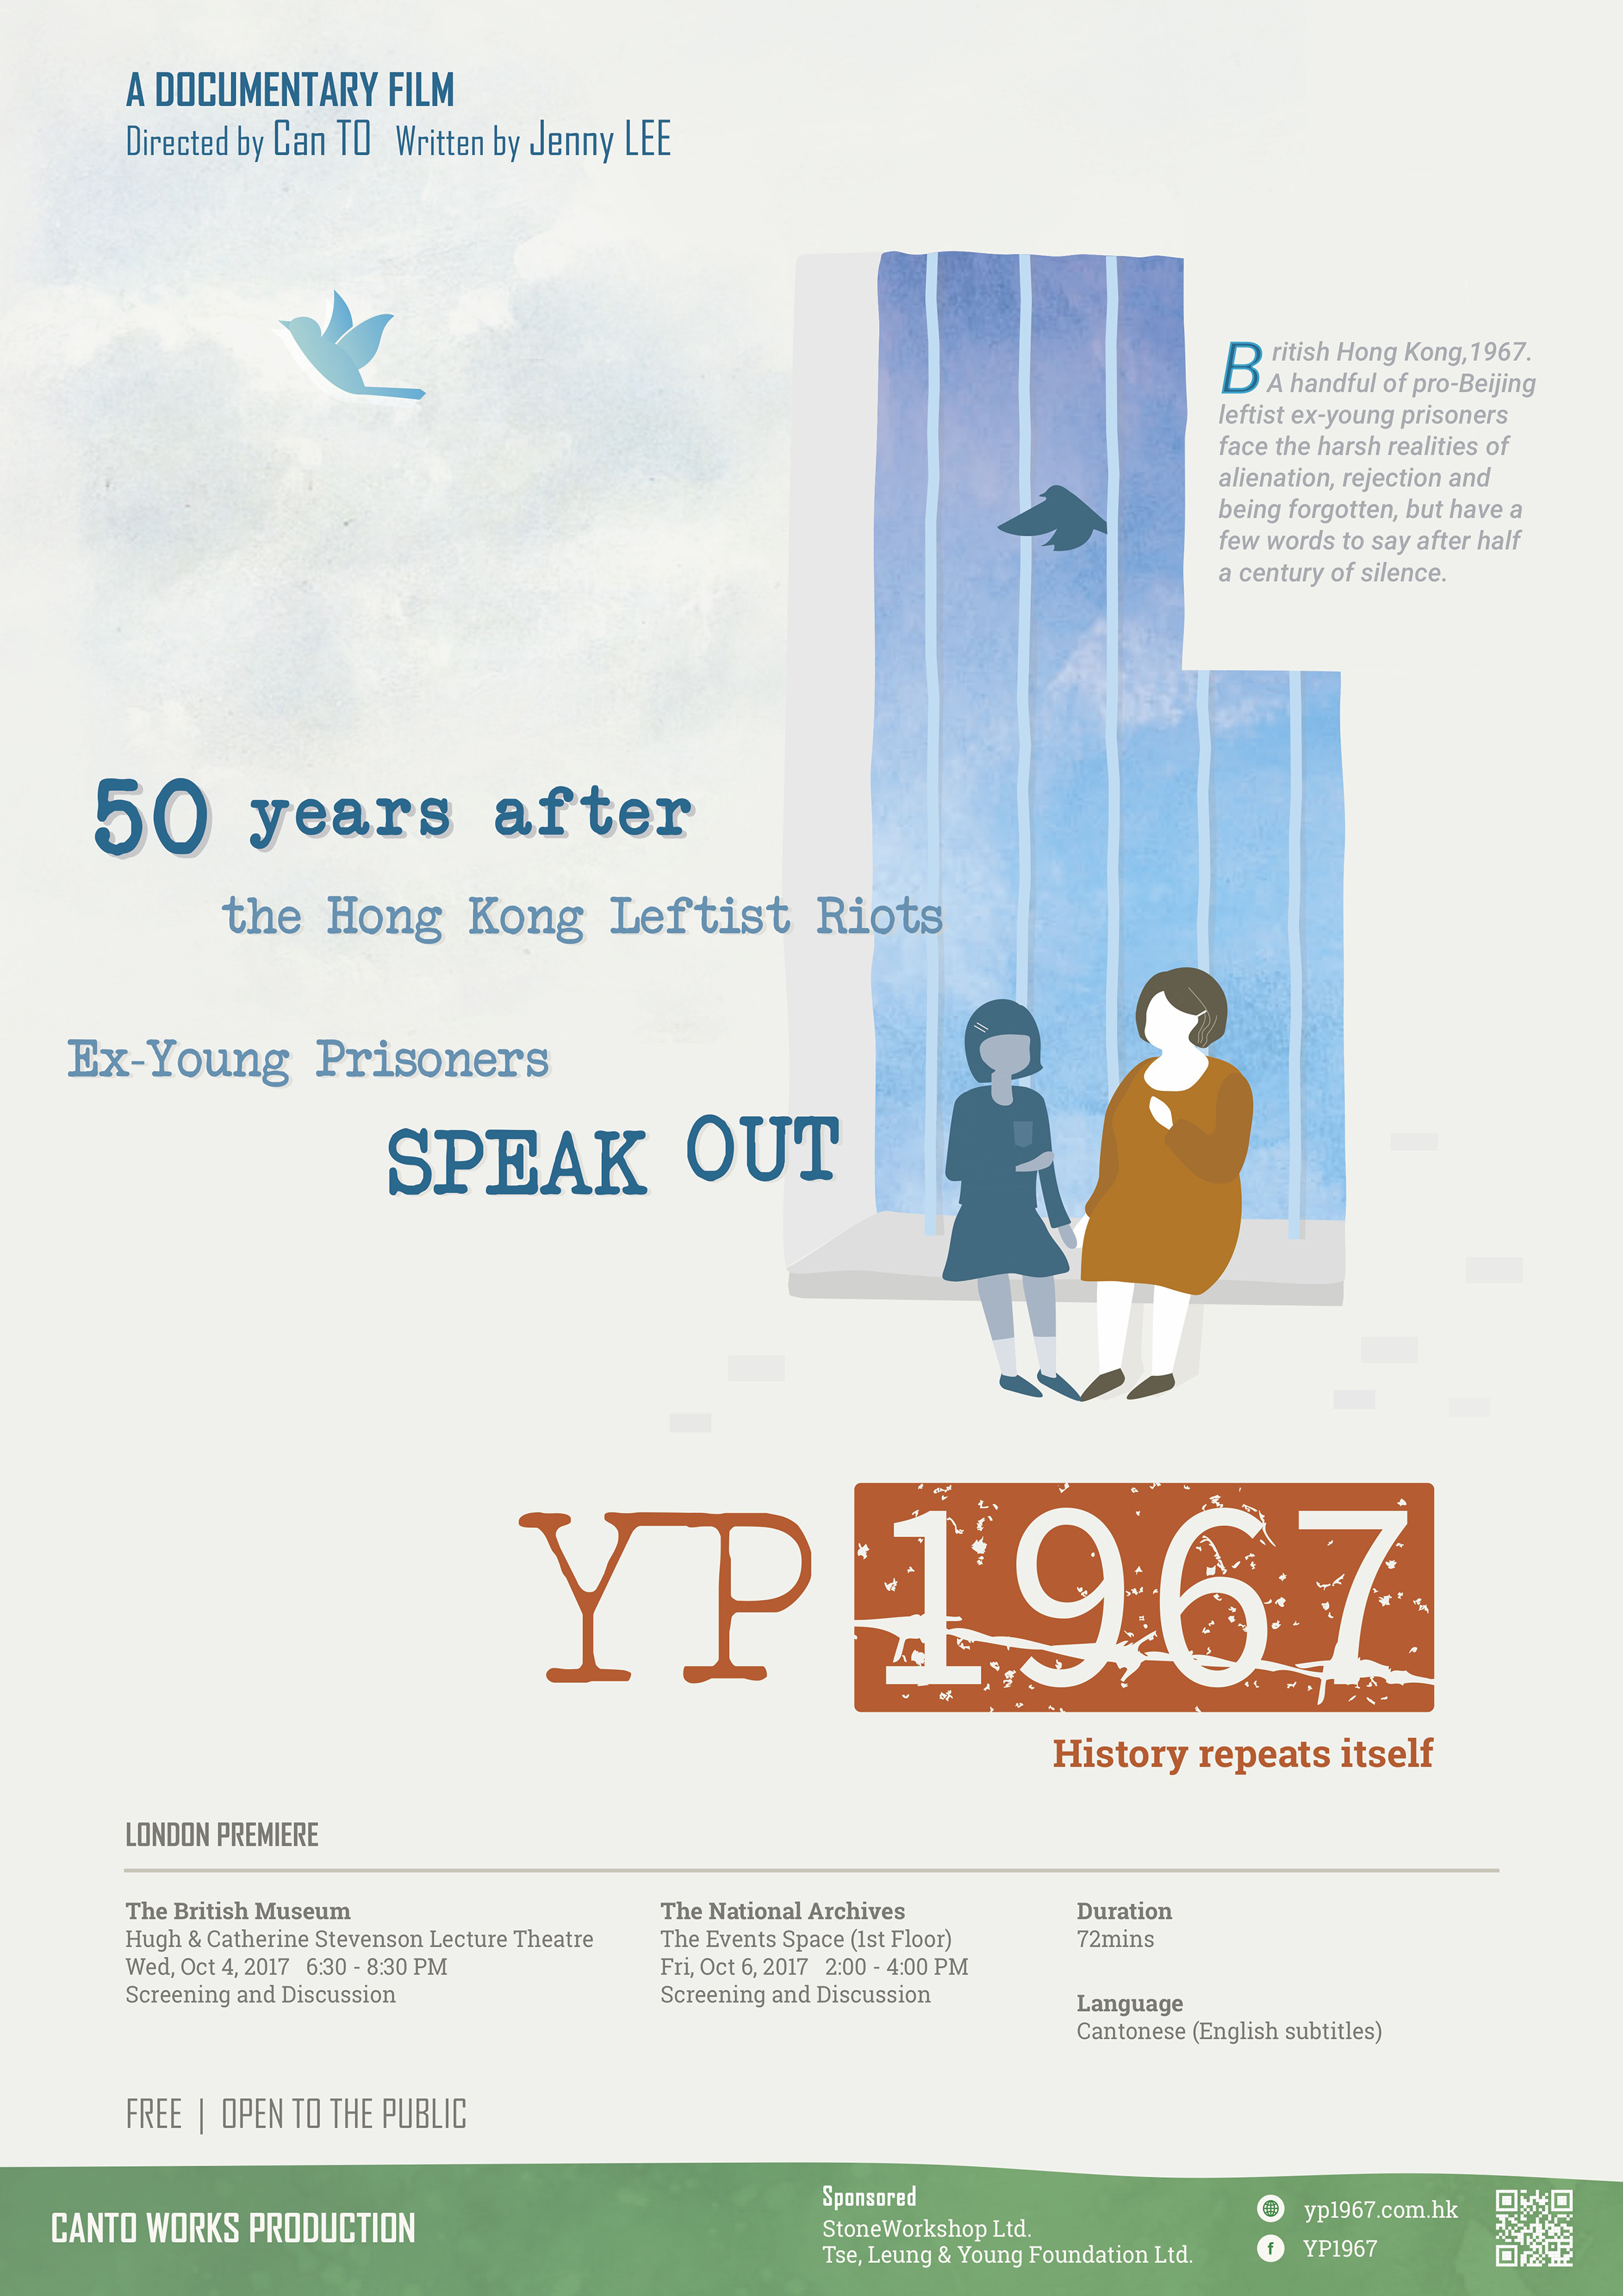 A DOCUMENTARY FILM
Directed by Can TO Written by Jenny LEE
British Hong Kong,1967.
A handful of pro-Beijing
leftist ex-young prisoners
face the harsh realities of
alienation, rejection and
being forgotten, but have a
few words to say after half
a century of silence.
50 years after
the Hong Kong Leftist Riots
Ex-Young Prisoners
SPEAK OUT
YP 1967
History repeats itself
LONDON PREMIERE
The British Museum
Hugh & Catherine Stevenson Lecture Theatre
Wed, Oct 4, 2017 6:30 - 8:30 PM
Screening and Discussion
The National Archives
The Events Space (1st Floor)
Fri, Oct 6, 2017 2:00 - 4:00 PM
Screening and Discussion
Duration
72mins
Language
Cantonese (English subtitles)
FREE | OPEN TO THE PUBLIC
CANTO WORKS PRODUCTION
Sponsored
StoneWorkshop Ltd.
Tse, Leung & Young Foundation Ltd.
yp1967.com.hk
f YP1967